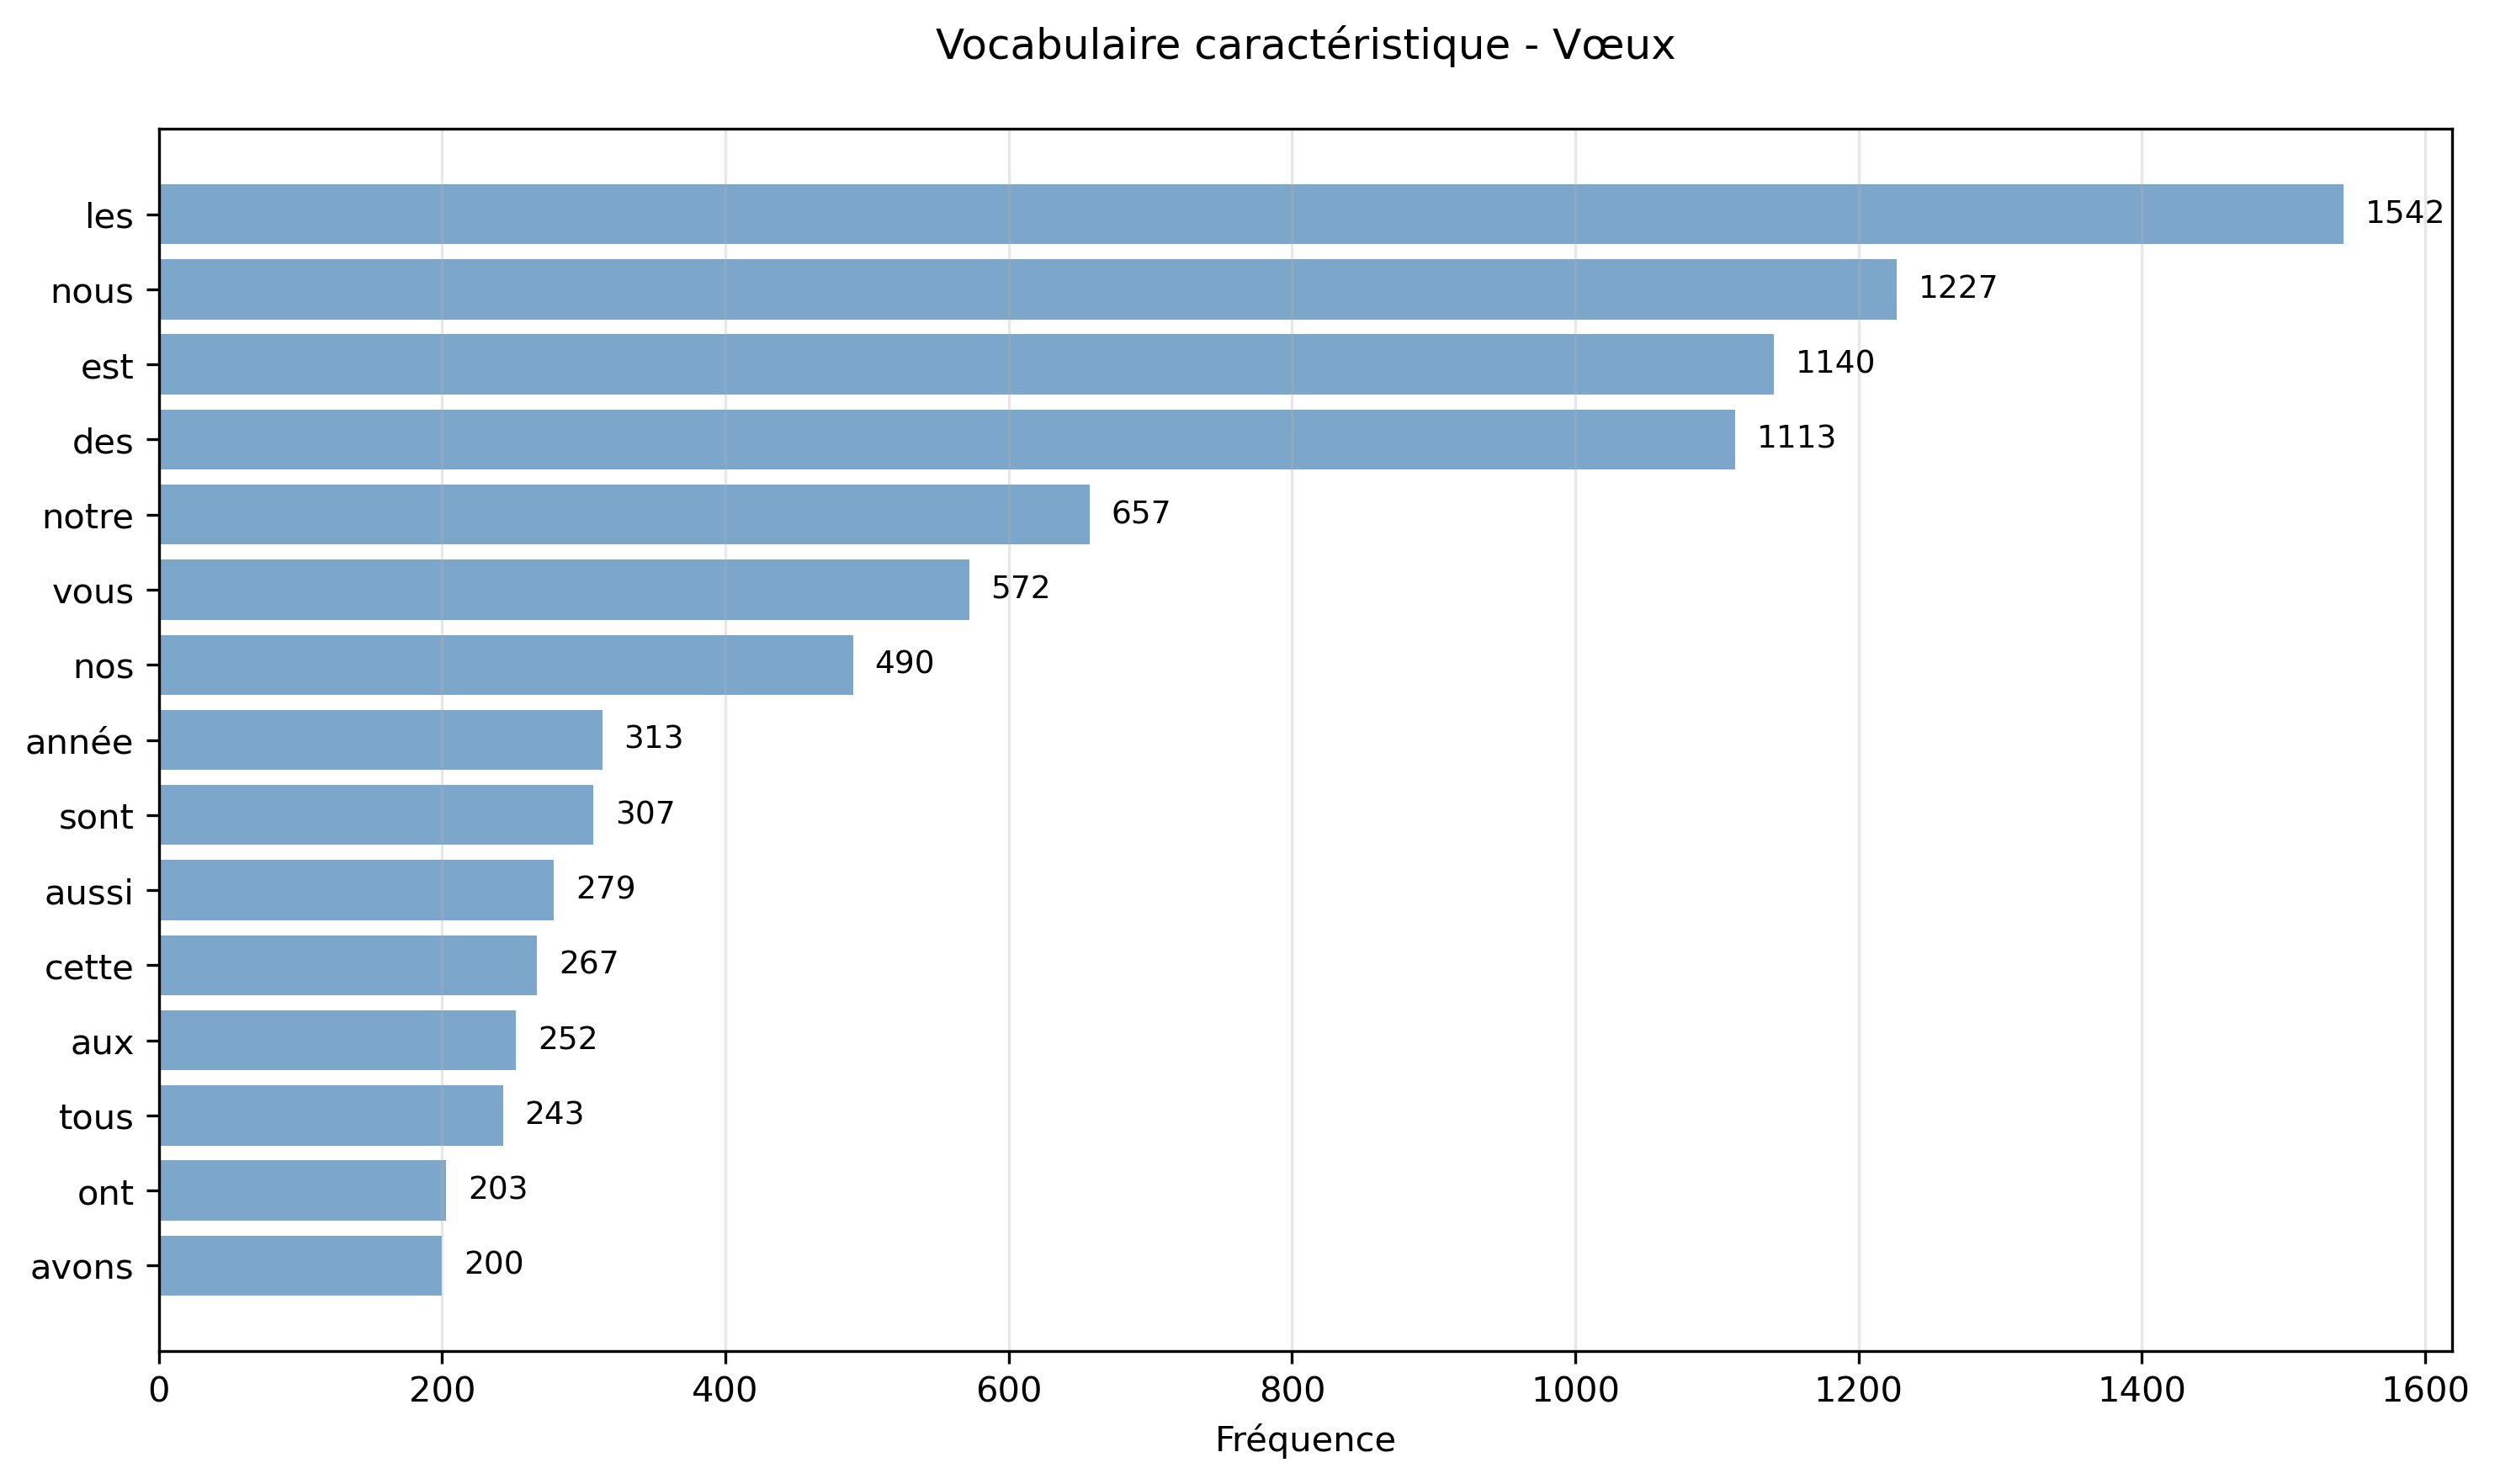 Vocabulaire caractéristique - Vœux
les 1542
nous 1227
est 1140
des 1113
notre 657
vous 572
nos 490
année 313
sont 307
aussi 279
cette 267
aux 252
tous 243
ont 203
avons 200
0 200 400 600 800 1000 1200 1400 1600
Fréquence